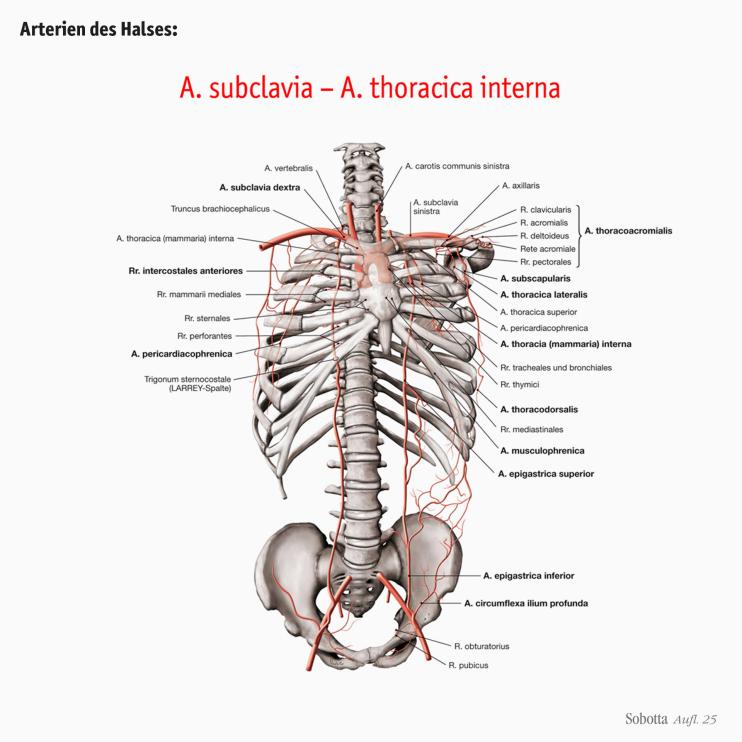 Arterien des Halses:
A. subclavia – A. thoracica interna
A. vertebralis
A. subclavia dextra
Truncus brachiocephalicus
A. thoracica (mammaria) interna
Rr. intercostales anteriores
Rr. mammarii mediales
Rr. sternales
Rr. perforantes
A. pericardiacophrenica
Trigonum sternocostale
(LARREY-Spalte)
A. carotis communis sinistra
A. axillaris
A. subclavia
sinistra
R. clavicularis
R. acromialis
R. deltoideus
Rete acromiale
Rr. pectorales
A. thoracoacromialis
A. subscapularis
A. thoracica lateralis
A. thoracica superior
A. pericardiacophrenica
A. thoracia (mammaria) interna
Rr. tracheales und bronchiales
Rr. thymici
A. thoracodorsalis
Rr. mediastinales
A. musculophrenica
A. epigastrica superior
A. epigastrica inferior
A. circumflexa ilium profunda
R. obturatorius
R. pubicus
Sobotta Aufl. 25